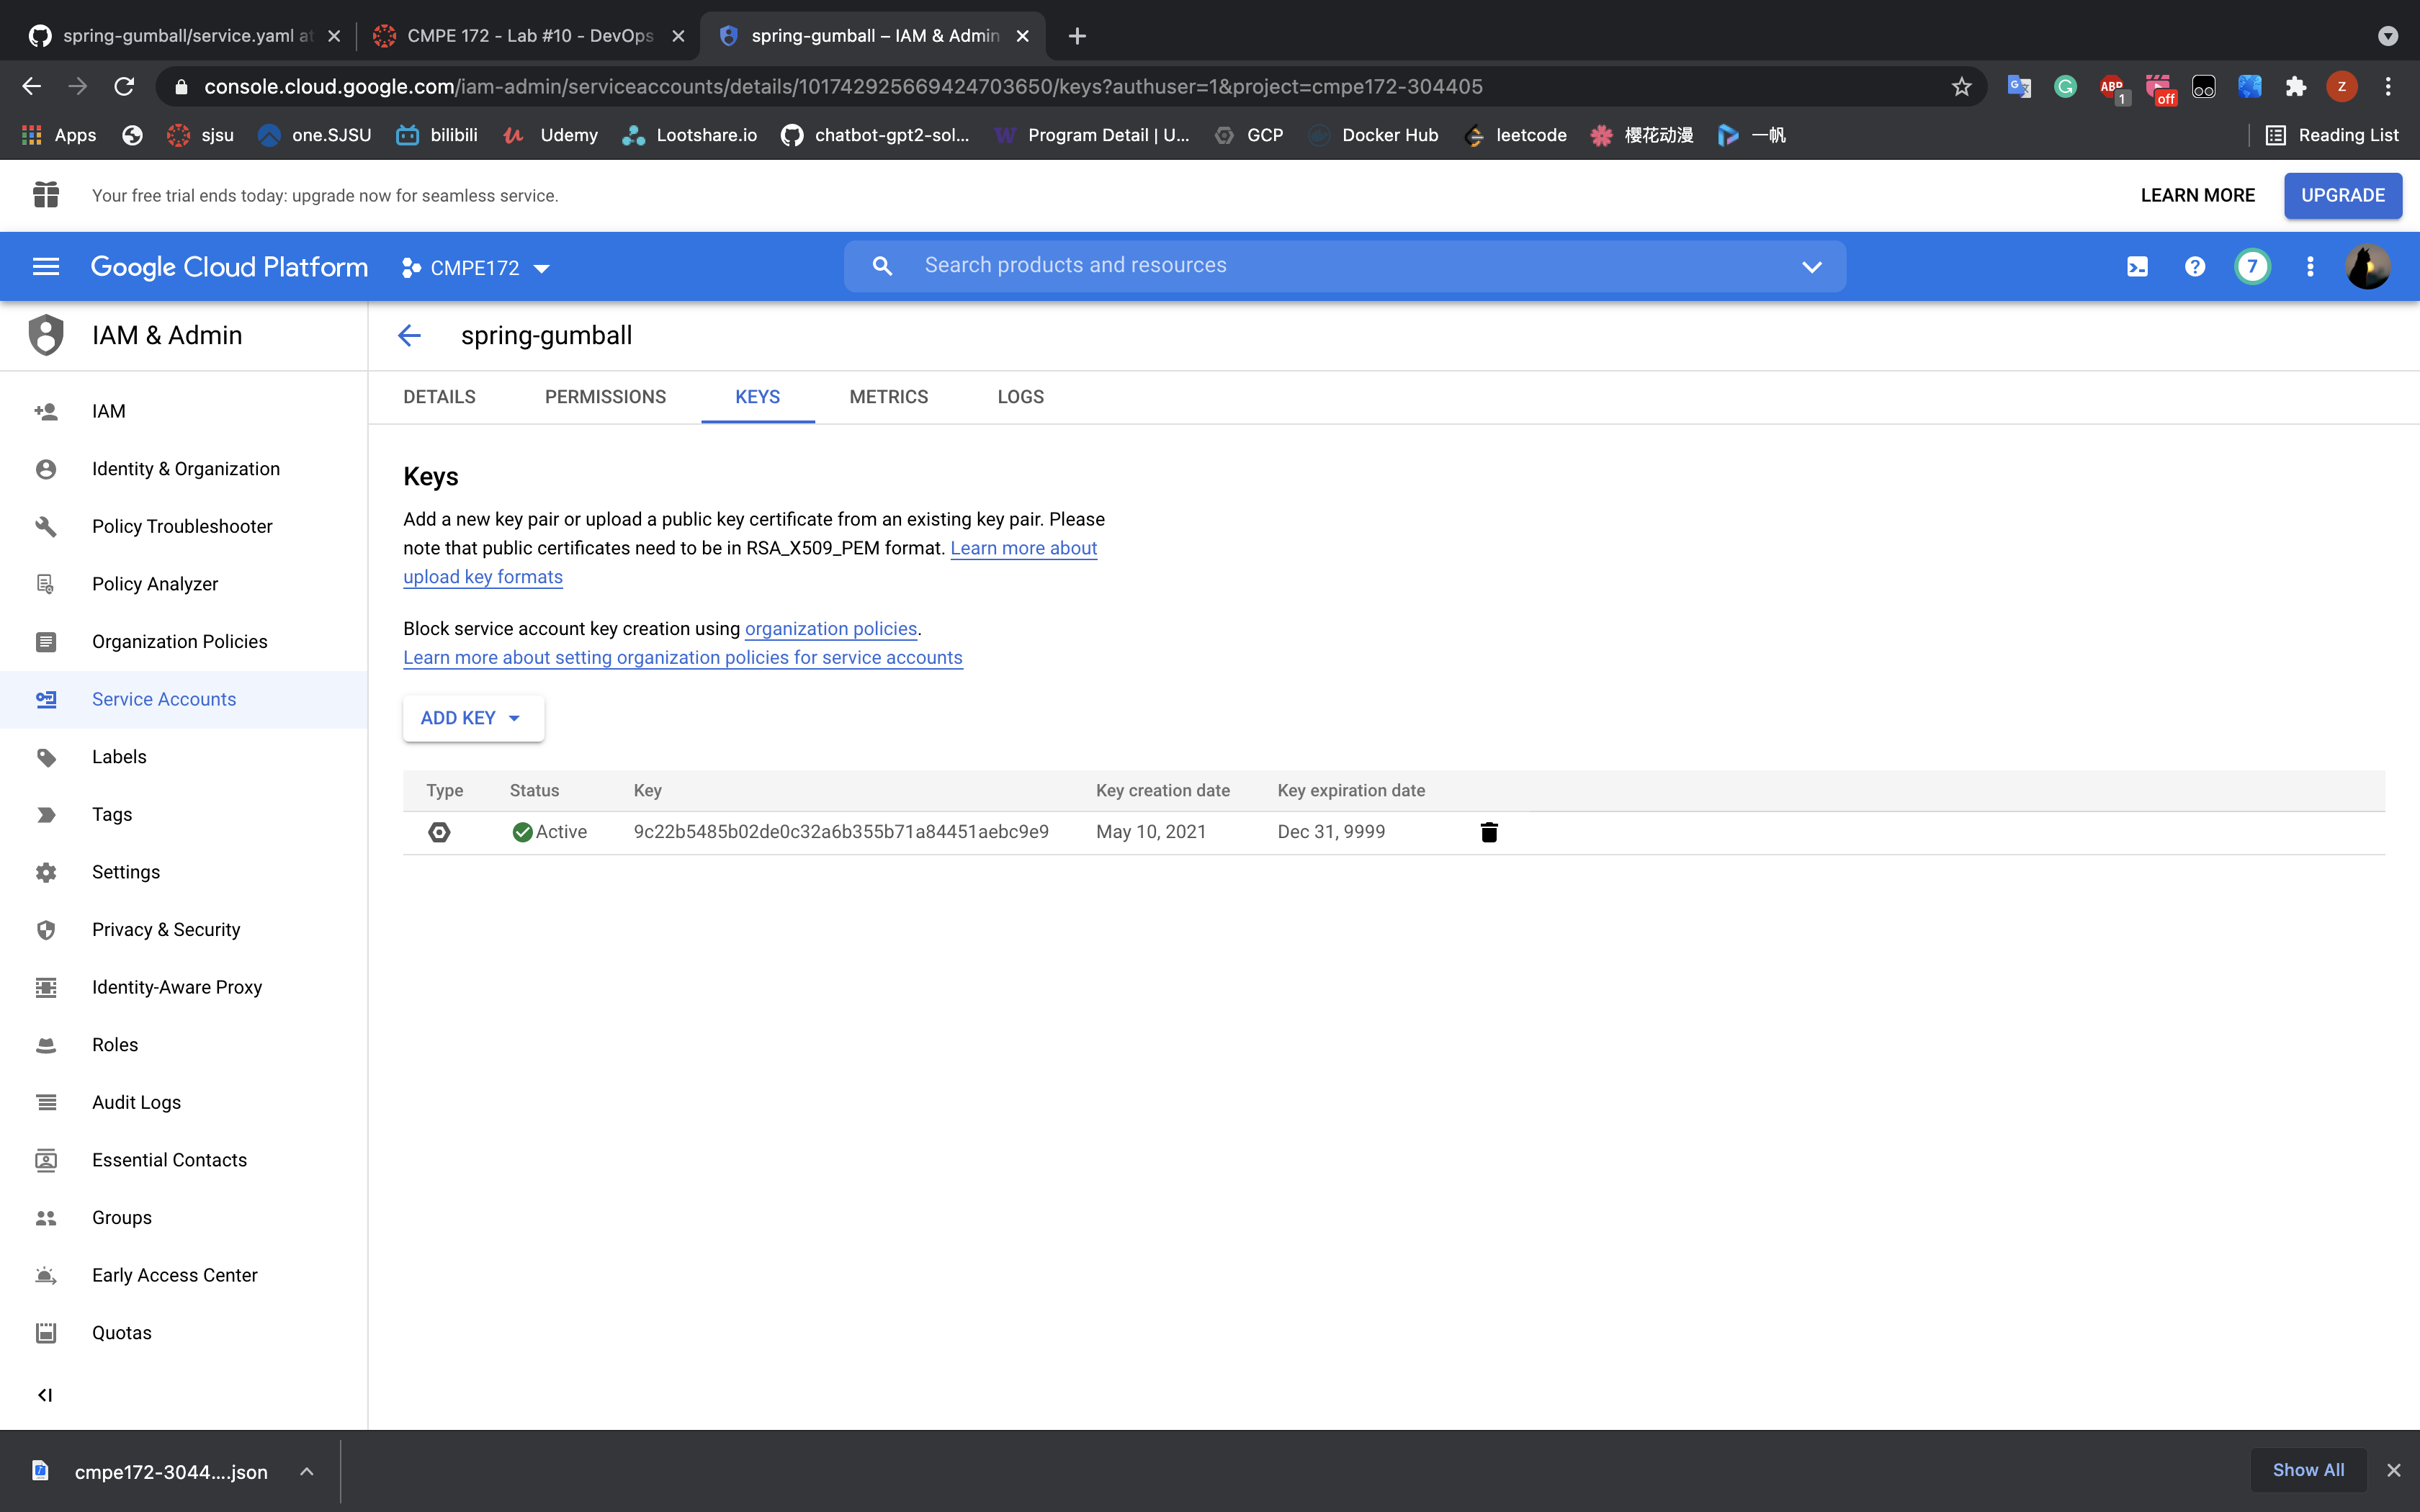 spring-gumball/service.yaml at
CMPE 172 - Lab #10 - DevOps
spring-gumball – IAM & Admin
console.cloud.google.com/iam-admin/serviceaccounts/details/101742925669424703650/keys?authuser=1&project=cmpe172-304405
ABP
1
off
Z
Apps
sjsu
one.SJSU
bilibili
Udemy
Lootshare.io
chatbot-gpt2-sol...
Program Detail | U...
GCP
Docker Hub
leetcode
樱花动漫
一帆
Reading List
Your free trial ends today: upgrade now for seamless service.
LEARN MORE
UPGRADE
Google Cloud Platform
CMPE172
Search products and resources
7
IAM & Admin
spring-gumball
DETAILS
PERMISSIONS
KEYS
METRICS
LOGS
IAM
Identity & Organization
Policy Troubleshooter
Policy Analyzer
Organization Policies
Service Accounts
Labels
Tags
Settings
Privacy & Security
Identity-Aware Proxy
Roles
Audit Logs
Essential Contacts
Groups
Early Access Center
Quotas
Keys
Add a new key pair or upload a public key certificate from an existing key pair. Please
note that public certificates need to be in RSA_X509_PEM format. Learn more about
upload key formats
Block service account key creation using organization policies.
Learn more about setting organization policies for service accounts
ADD KEY
Type Status Key Key creation date Key expiration date
Active 9c22b5485b02de0c32a6b355b71a84451aebc9e9 May 10, 2021 Dec 31, 9999
cmpe172-3044....json
Show All